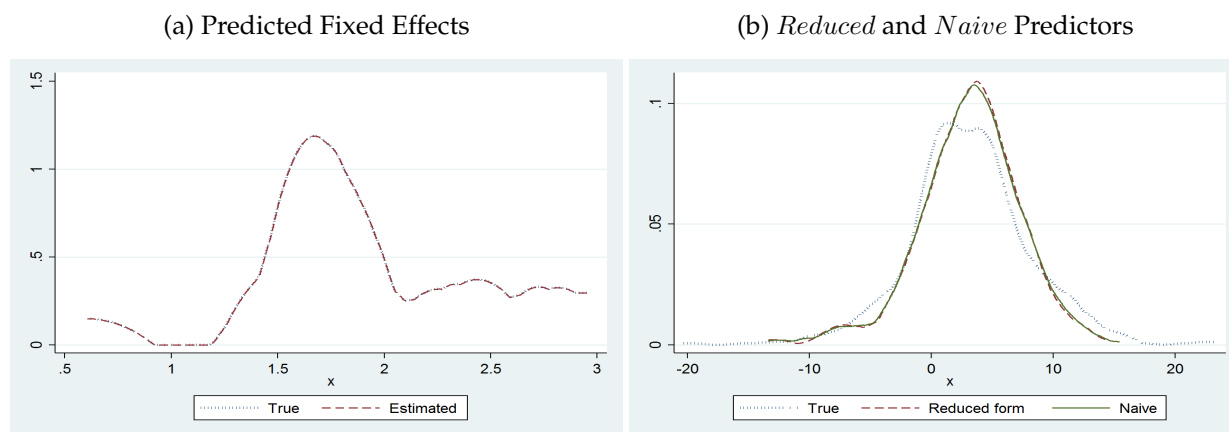 (a) Predicted Fixed Effects
1.5
1
.5
0
.5
1
1.5
2
2.5
3
x
True
Estimated
(b) Reduced and Naive Predictors
.1
.05
0
-20
-10
0
10
20
x
True
Reduced form
Naive